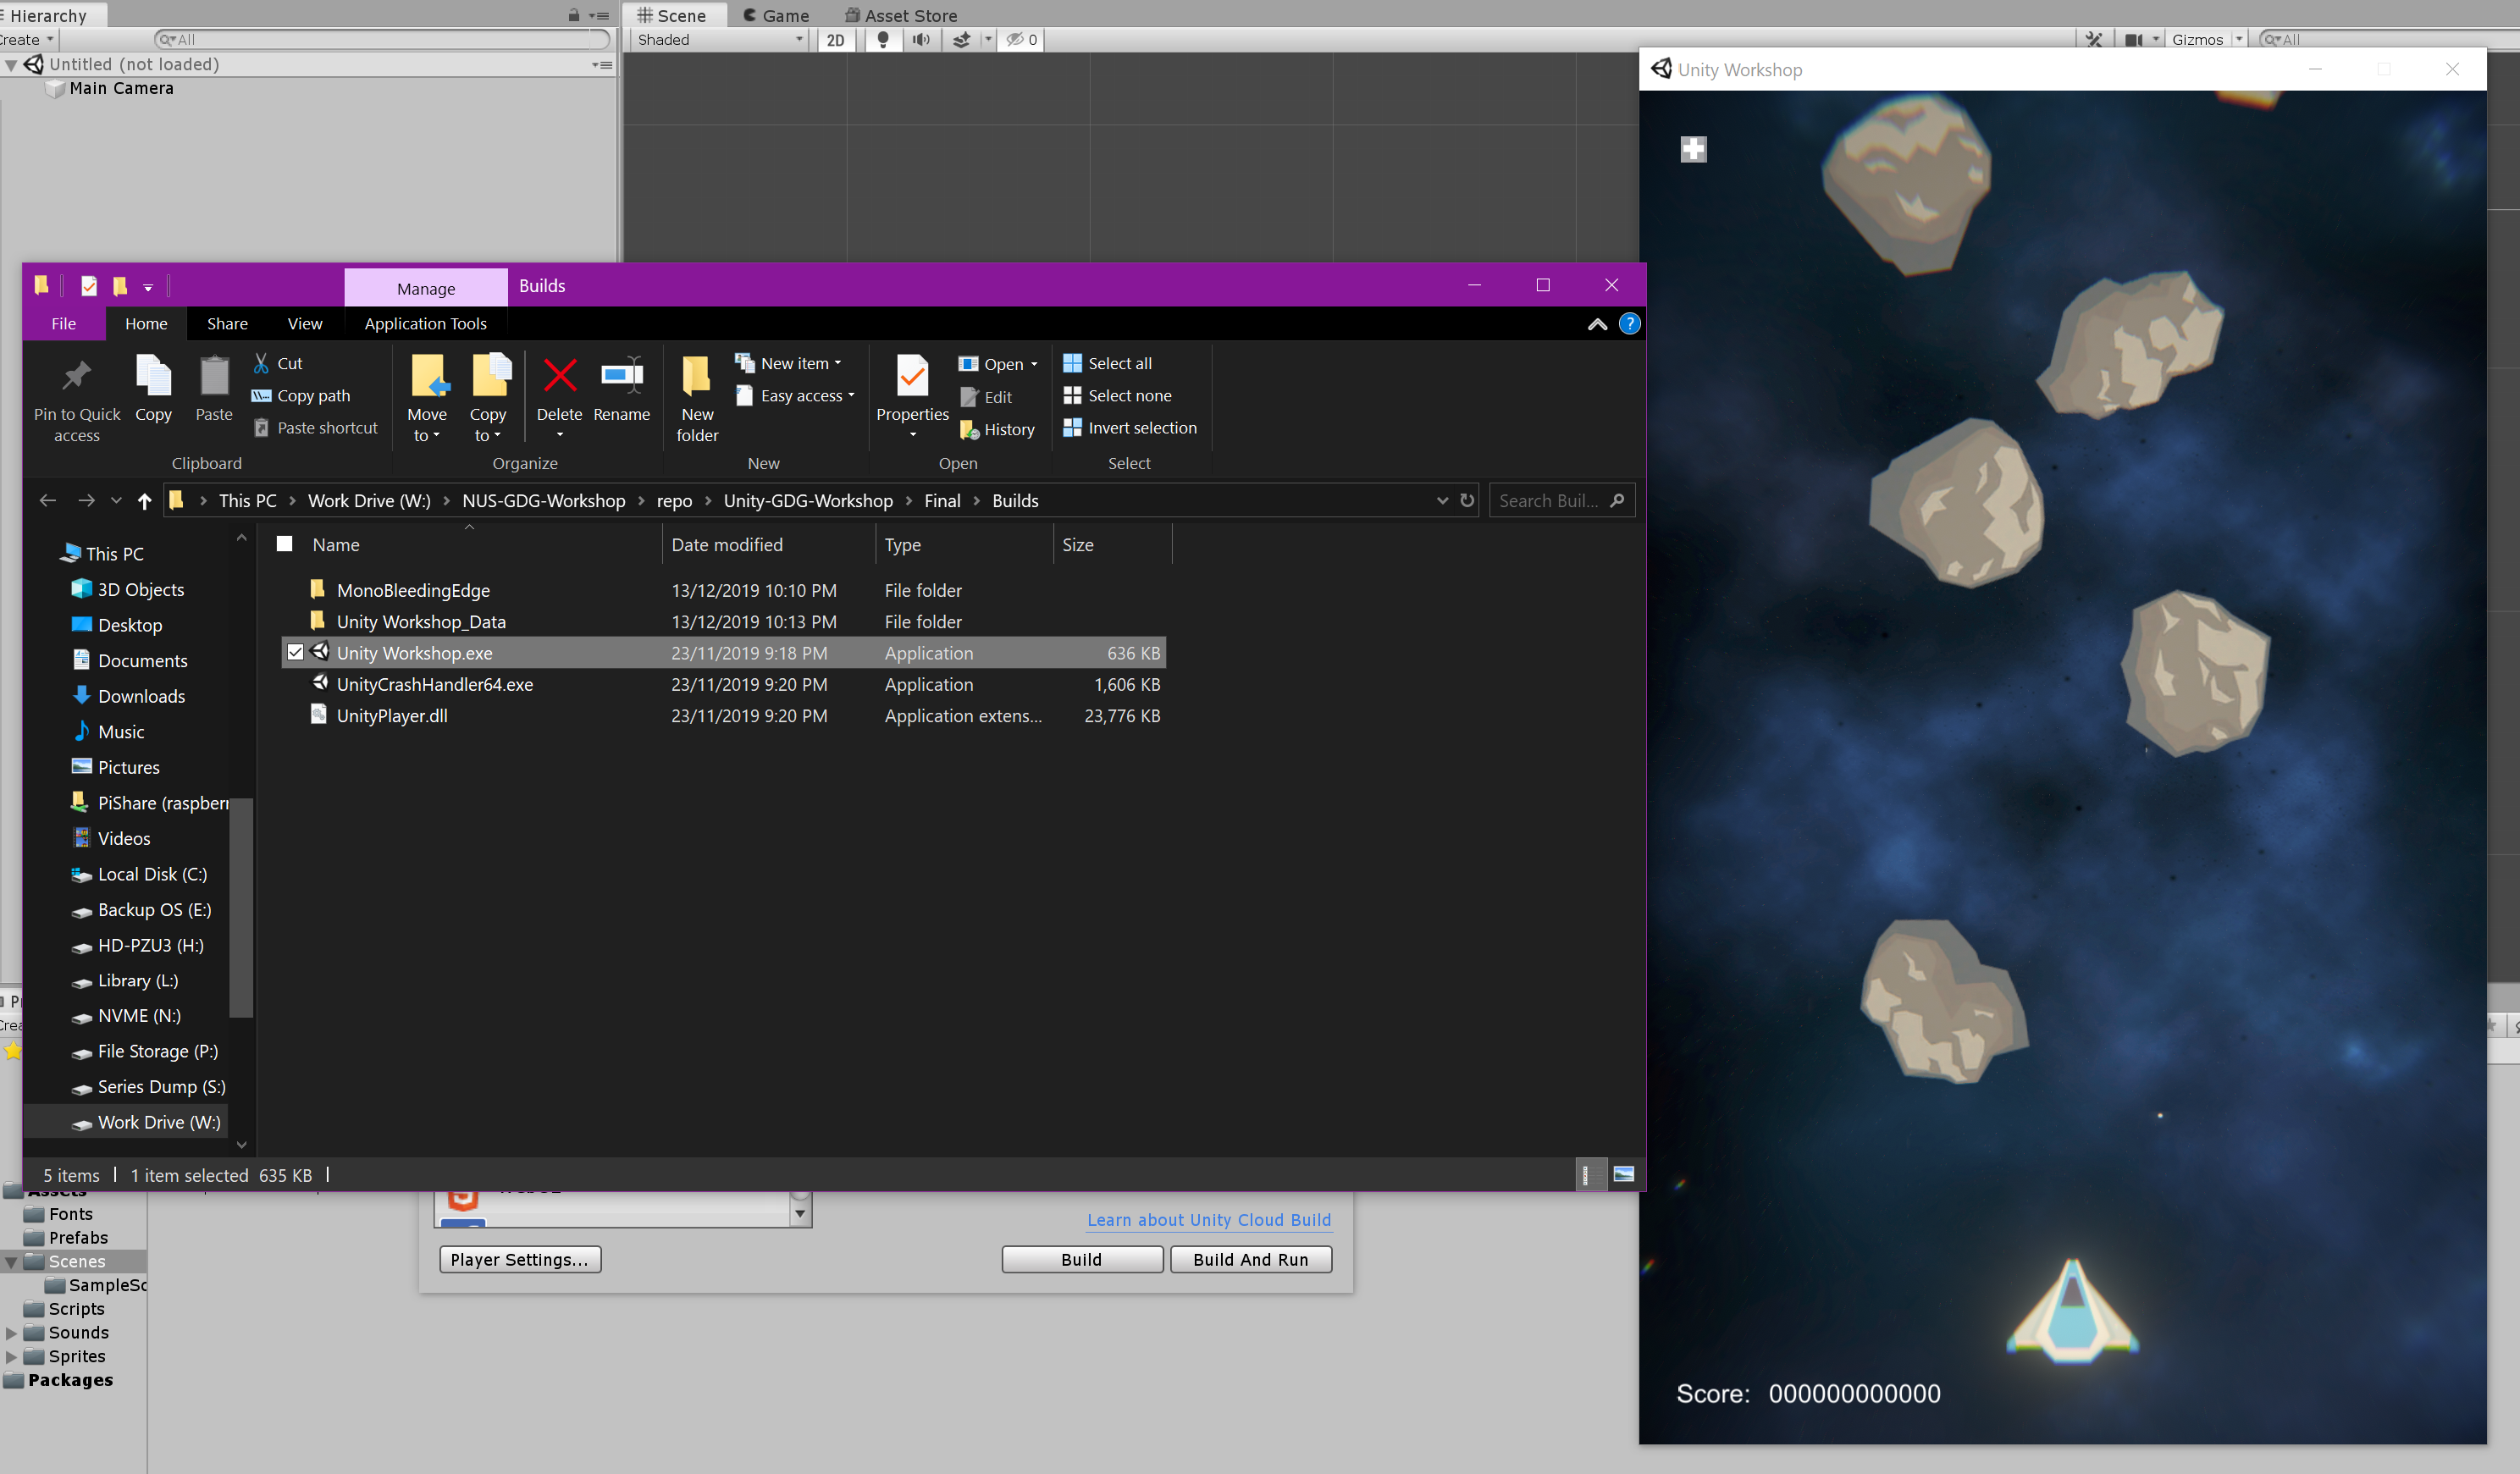 Hierarchy
Scene
Game
Asset Store
Create
All
Shaded
2D
0
Gizmos
All
Untitled (not loaded)
Main Camera
Unity Workshop
Manage
Builds
File
Home
Share
View
Application Tools
?
Pin to Quick access
Copy
Paste
Cut
Copy path
Paste shortcut
Move to
Copy to
Delete
Rename
New folder
New item
Easy access
Properties
Open
Edit
History
Select all
Select none
Invert selection
Clipboard
Organize
New
Open
Select
This PC > Work Drive (W:) > NUS-GDG-Workshop > repo > Unity-GDG-Workshop > Final > Builds
Search Buil...
Name Date modified Type Size
MonoBleedingEdge 13/12/2019 10:10 PM File folder
Unity Workshop_Data 13/12/2019 10:13 PM File folder
Unity Workshop.exe 23/11/2019 9:18 PM Application 636 KB
UnityCrashHandler64.exe 23/11/2019 9:20 PM Application 1,606 KB
UnityPlayer.dll 23/11/2019 9:20 PM Application extens... 23,776 KB
This PC
3D Objects
Desktop
Documents
Downloads
Music
Pictures
PiShare (raspberr
Videos
Local Disk (C:)
Backup OS (E:)
HD-PZU3 (H:)
Library (L:)
NVME (N:)
File Storage (P:)
Series Dump (S:)
Work Drive (W:)
5 items 1 item selected 635 KB
Assets
Fonts
Prefabs
Scenes
SampleSc
Scripts
Sounds
Sprites
Packages
Learn about Unity Cloud Build
Player Settings...
Build
Build And Run
Score: 000000000000